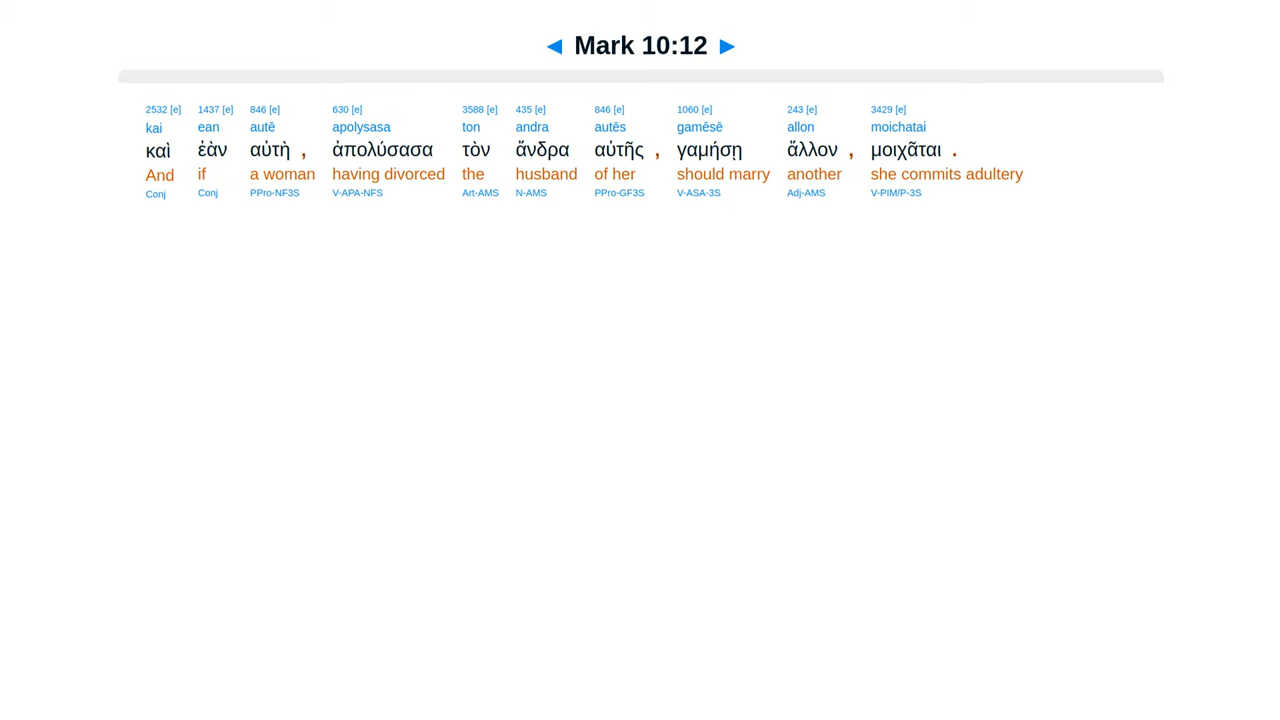 ◄ Mark 10:12 ►
2532 [e] 1437 [e] 846 [e] 630 [e] 3588 [e] 435 [e] 846 [e] 1060 [e] 243 [e] 3429 [e]
kai ean autē apolysasa ton andra autēs gamēsē allon moichatai
καὶ ἐὰν αὐτὴ , ἀπολύσασα τὸν ἄνδρα αὐτῆς , γαμήσῃ ἄλλον , μοιχᾶται .
And if a woman having divorced the husband of her should marry another she commits adultery
Conj Conj PPro-NF3S V-APA-NFS Art-AMS N-AMS PPro-GF3S V-ASA-3S Adj-AMS V-PIM/P-3S